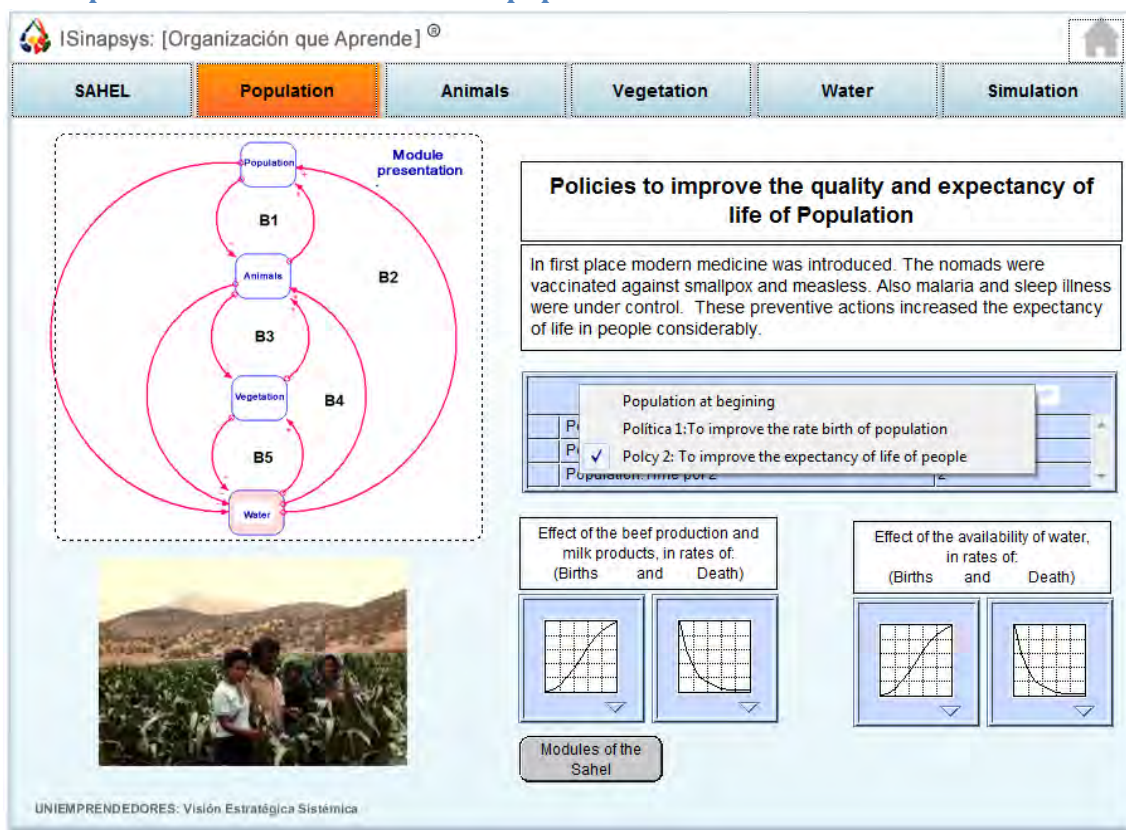 ISinapsys: [Organización que Aprende] ®
SAHEL
Population
Animals
Vegetation
Water
Simulation
Module
presentation
Population
B1
Animals
B2
B3
Vegetation
B4
B5
Water
Policies to improve the quality and expectancy of
life of Population
In first place modern medicine was introduced. The nomads were
vaccinated against smallpox and measless. Also malaria and sleep illness
were under control. These preventive actions increased the expectancy
of life in people considerably.
Population at begining
Política 1:To improve the rate birth of population
✓ Polcy 2: To improve the expectancy of life of people
Effect of the beef production and
milk products, in rates of:
(Births and Death)
Effect of the availability of water,
in rates of:
(Births and Death)
Modules of the
Sahel
UNIEMPRENDEDORES: Visión Estratégica Sistémica